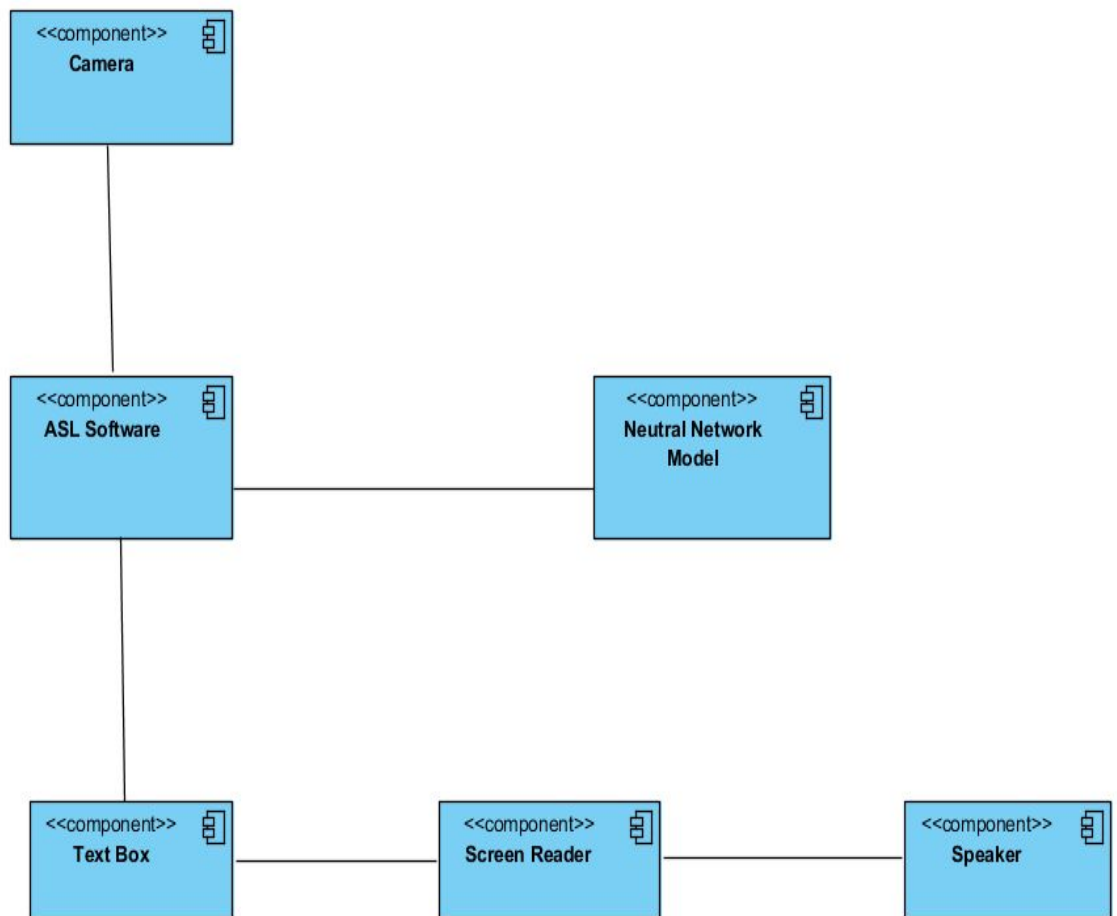 <<component>>
Camera
<<component>>
ASL Software
<<component>>
Neutral Network
Model
<<component>>
Text Box
<<component>>
Screen Reader
<<component>>
Speaker